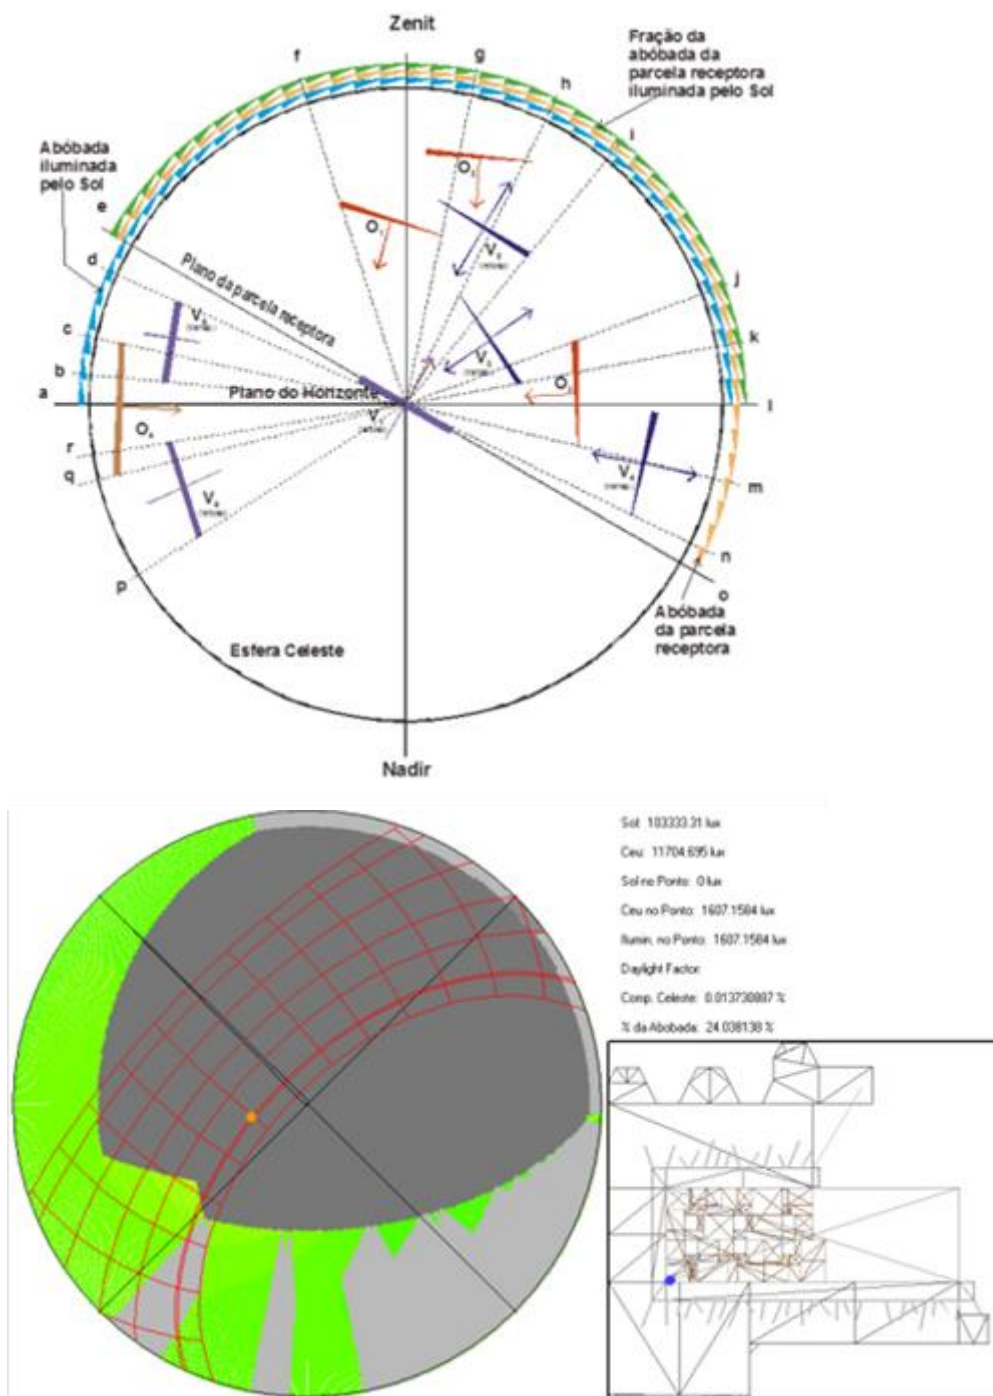 Zenit
f
g
h
i
Fração da
abóbada da
parcela receptora
iluminada pelo Sol
Abóbada
iluminada
pelo Sol
e
d
c
b
a
Plano da parcela receptora
Plano do Horizonte
O
O
O
O
V
V
V
V
V
V
j
k
l
m
n
o
r
q
p
Abóbada
da parcela
receptora
Esfera Celeste
Nadir
Sol: 103333.31 lux
Ceu: 11704.695 lux
Sol no Ponto: 0 lux
Ceu no Ponto: 1607.1584 lux
Ilumin. no Ponto: 1607.1584 lux
Daylight Factor:
Comp. Celeste: 0.013730887 %
% da Abobada: 24.038138 %